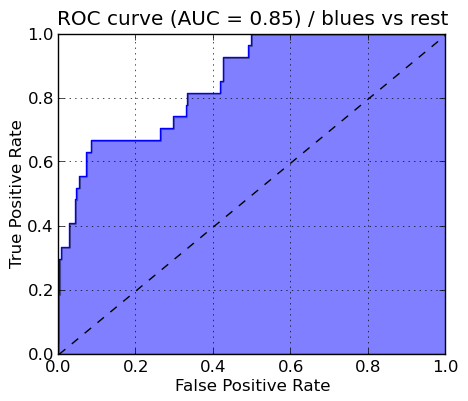 ROC curve (AUC = 0.85) / blues vs rest
True Positive Rate
1.0
0.8
0.6
0.4
0.2
0.0
0.0 0.2 0.4 0.6 0.8 1.0
False Positive Rate